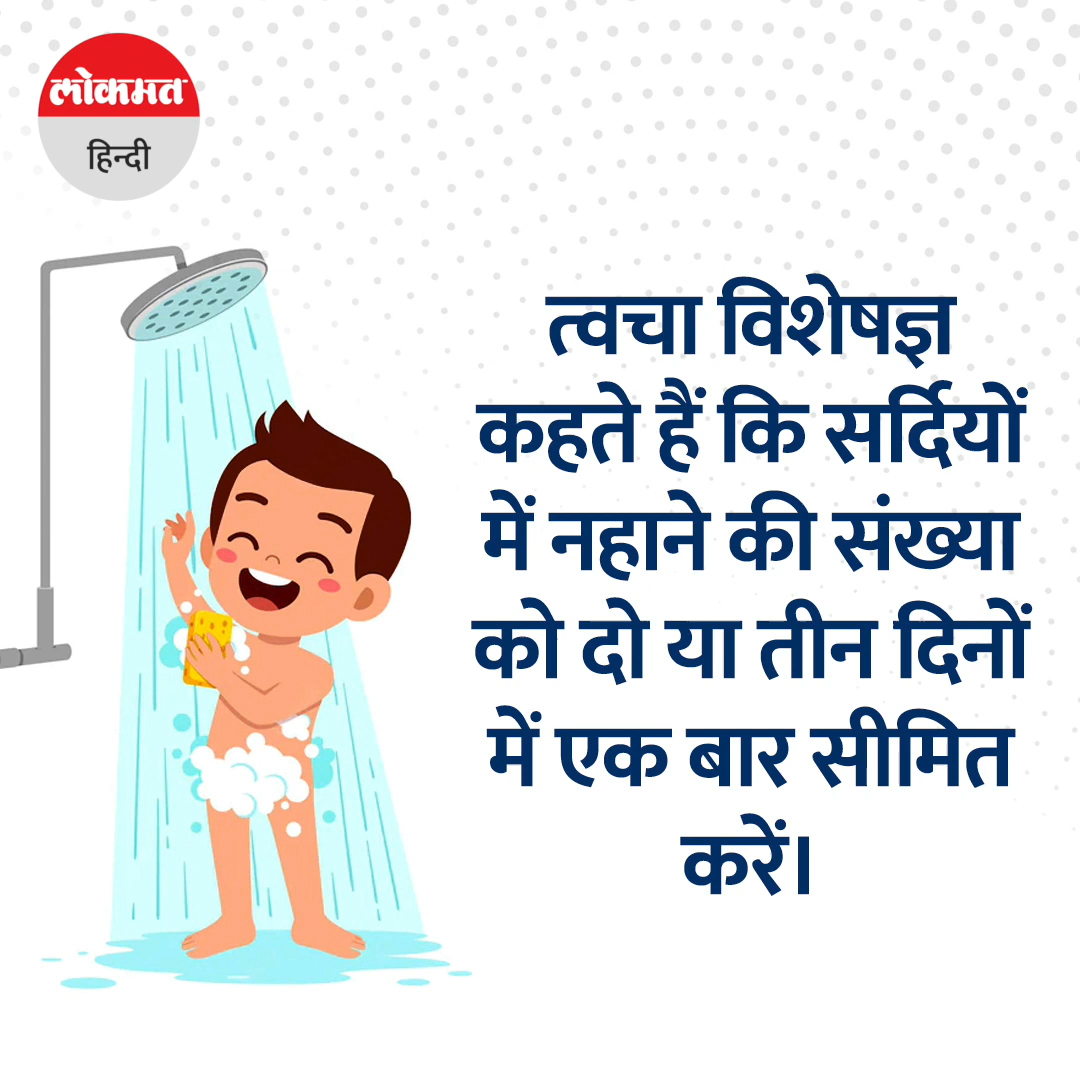 लोकमत
हिन्दी
त्वचा विशेषज्ञ
कहते हैं कि सर्दियों
में नहाने की संख्या
को दो या तीन दिनों
में एक बार सीमित
करें।